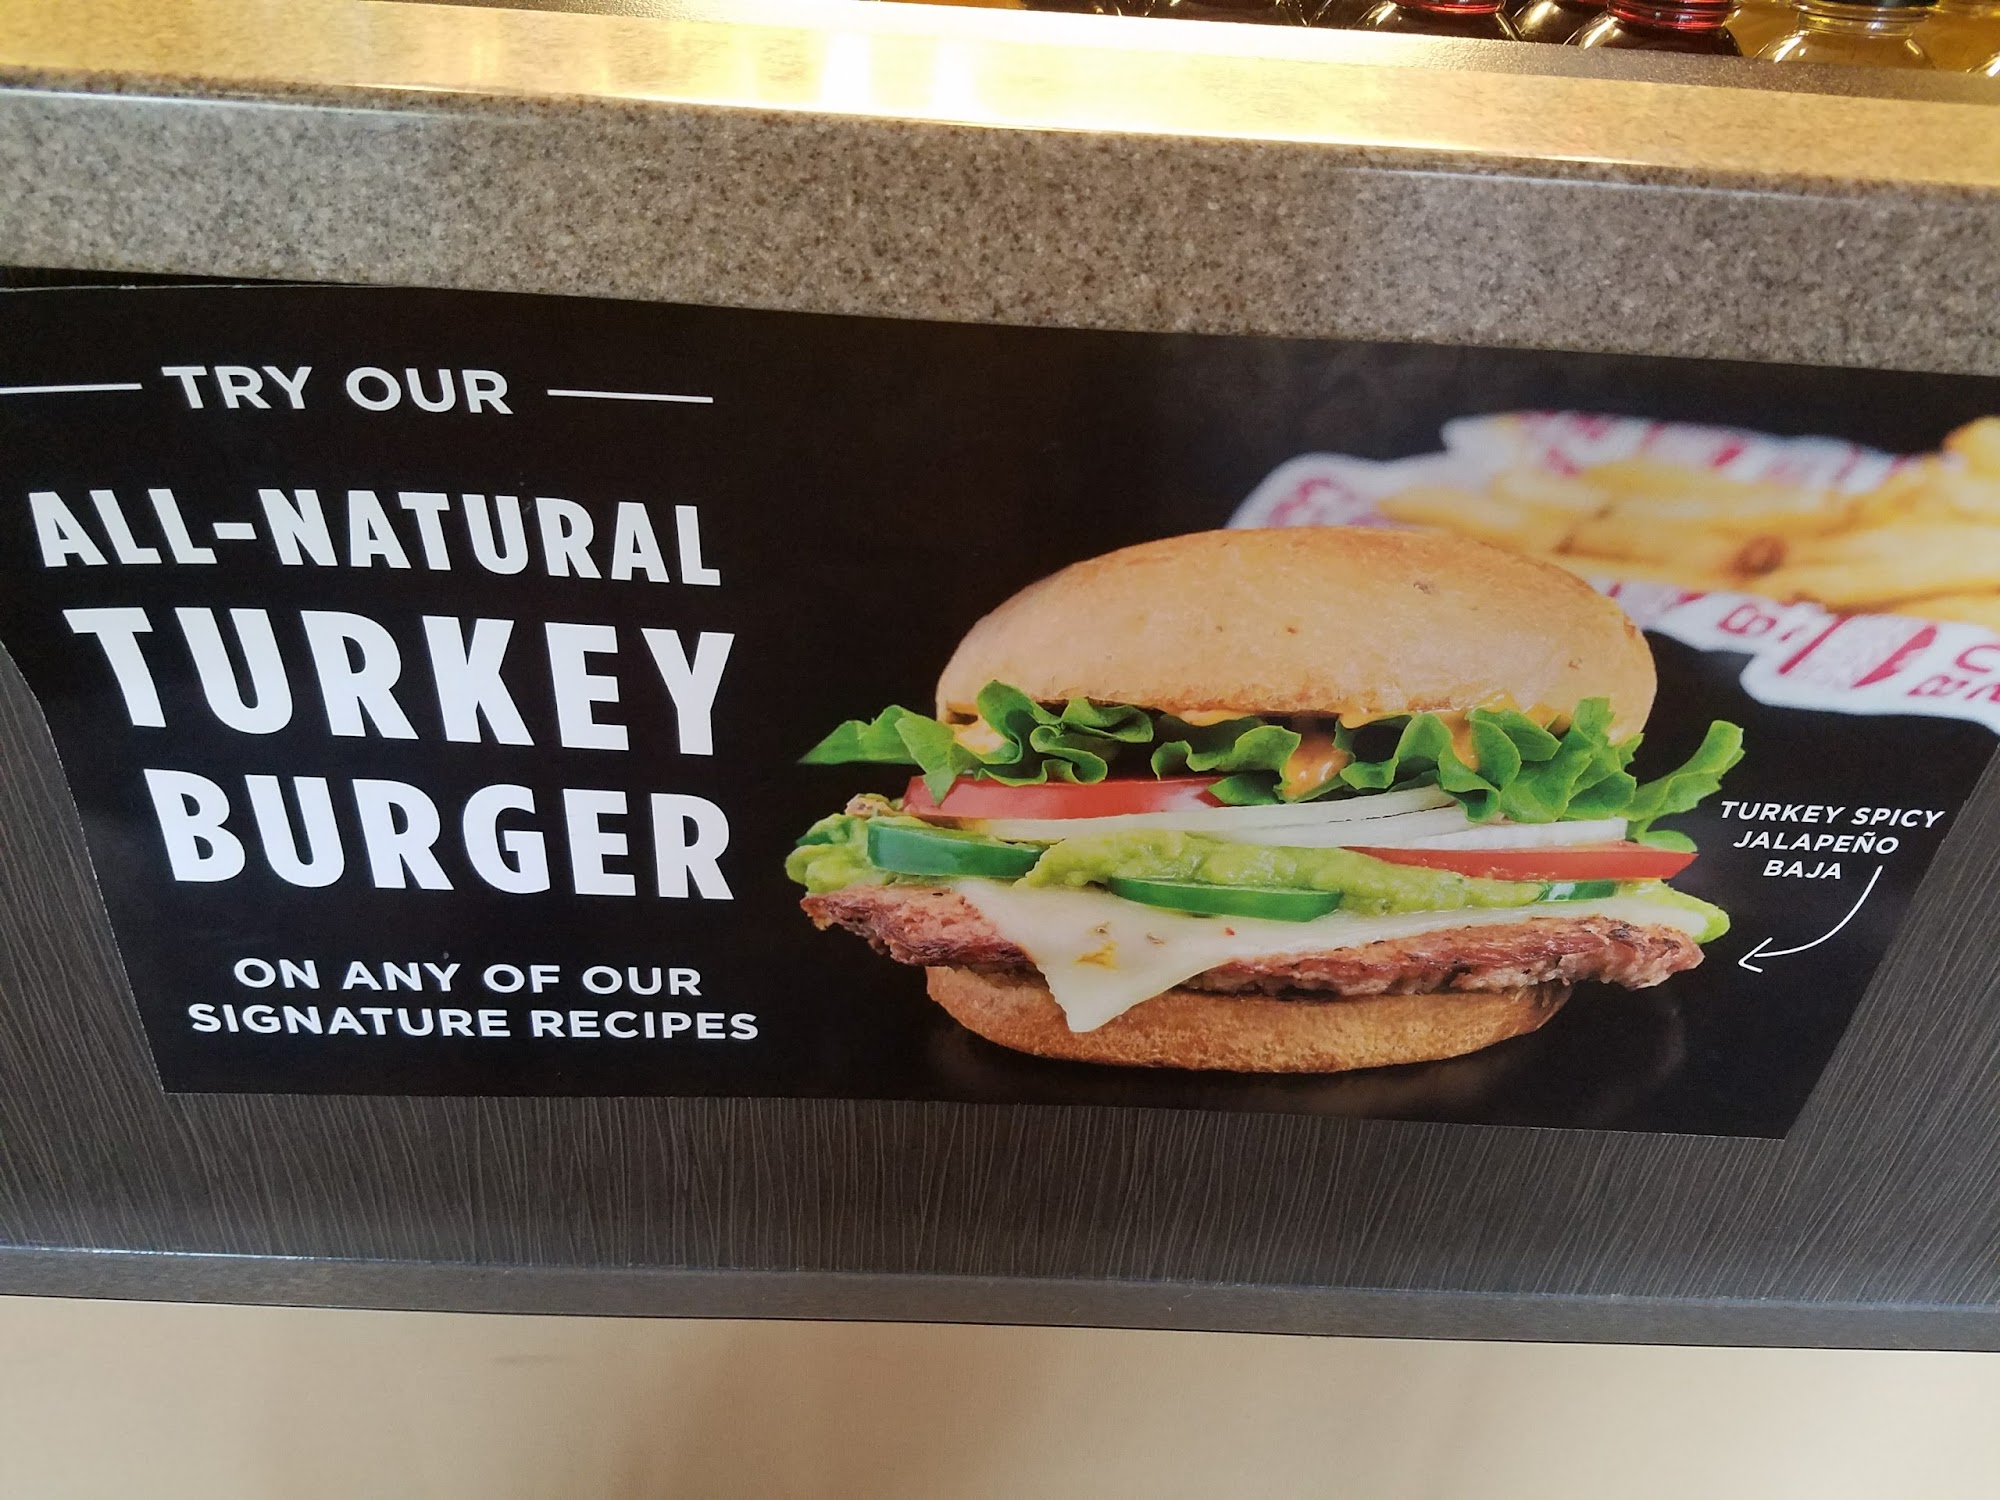 TRY OUR
ALL-NATURAL
TURKEY
BURGER
ON ANY OF OUR
SIGNATURE RECIPES
TURKEY SPICY
JALAPEÑO
BAJA